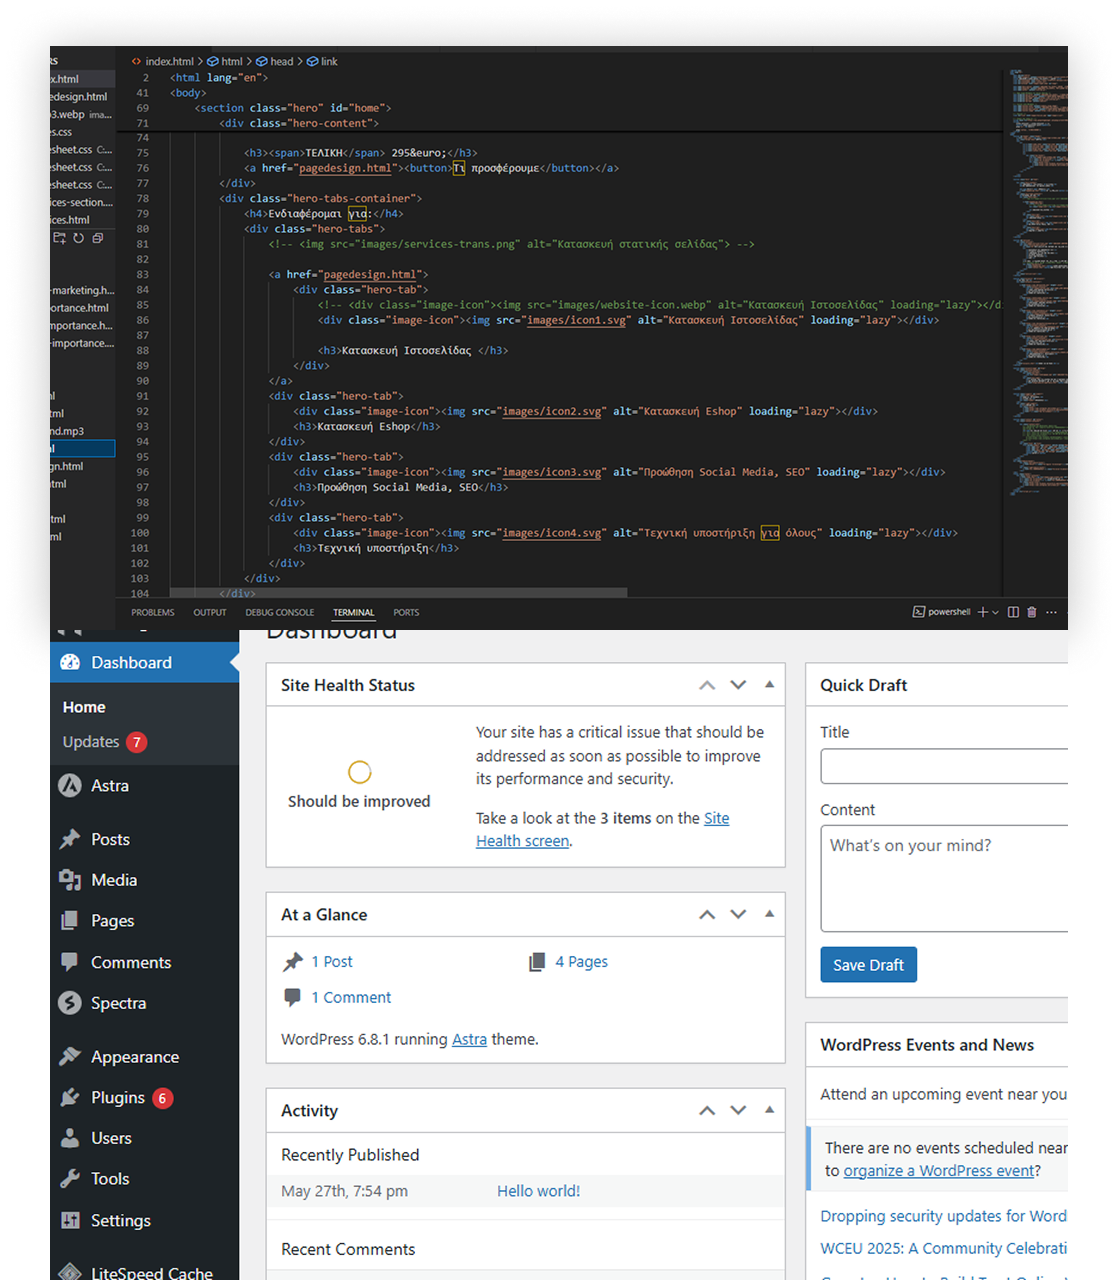 RS
index.html > html > head > link
x.html
edesign.html
3.webp ima...
es.css
esheet.css C:...
esheet.css C:...
esheet.css C:...
ices-section....
ices.html
-marketing.h...
ortance.html
mportance.h...
-importance....
l
tml
nd.mp3
l
gn.html
tml
tml
ml
2 <html lang="en">
41 <body>
69 <section class="hero" id="home">
71 <div class="hero-content">
74
75 <h3><span>ΤΕΛΙΚΗ</span> 295&euro;</h3>
76 <a href="pagedesign.html"><button>Τι προσφέρουμε</button></a>
77 </div>
78 <div class="hero-tabs-container">
79 <h4>Ενδιαφέρομαι για:</h4>
80 <div class="hero-tabs">
81 <!-- <img src="images/services-trans.png" alt="Κατασκευή στατικής σελίδας"> -->
82
83 <a href="pagedesign.html">
84 <div class="hero-tab">
85 <!-- <div class="image-icon"><img src="images/website-icon.webp" alt="Κατασκευή Ιστοσελίδας" loading="lazy"></di
86 <div class="image-icon"><img src="images/icon1.svg" alt="Κατασκευή Ιστοσελίδας" loading="lazy"></div>
87
88 <h3>Κατασκευή Ιστοσελίδας </h3>
89 </div>
90 </a>
91 <div class="hero-tab">
92 <div class="image-icon"><img src="images/icon2.svg" alt="Κατασκευή Eshop" loading="lazy"></div>
93 <h3>Κατασκευή Eshop</h3>
94 </div>
95 <div class="hero-tab">
96 <div class="image-icon"><img src="images/icon3.svg" alt="Προώθηση Social Media, SEO" loading="lazy"></div>
97 <h3>Προώθηση Social Media, SEO</h3>
98 </div>
99 <div class="hero-tab">
100 <div class="image-icon"><img src="images/icon4.svg" alt="Τεχνική υποστήριξη για όλους" loading="lazy"></div>
101 <h3>Τεχνική υποστήριξη</h3>
102 </div>
103 </div>
104 </div>
PROBLEMS OUTPUT DEBUG CONSOLE TERMINAL PORTS powershell
Dashboard
Dashboard
Home
Updates 7
Astra
Posts
Media
Pages
Comments
Spectra
Appearance
Plugins 6
Users
Tools
Settings
LiteSpeed Cache
Site Health Status
Should be improved
Your site has a critical issue that should be
addressed as soon as possible to improve
its performance and security.
Take a look at the 3 items on the Site
Health screen.
At a Glance
1 Post 4 Pages
1 Comment
WordPress 6.8.1 running Astra theme.
Activity
Recently Published
May 27th, 7:54 pm Hello world!
Recent Comments
Quick Draft
Title
Content
What's on your mind?
Save Draft
WordPress Events and News
Attend an upcoming event near you
There are no events scheduled near
to organize a WordPress event?
Dropping security updates for Word
WCEU 2025: A Community Celebrati